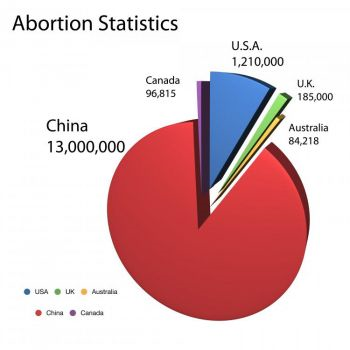 Abortion Statistics
U.S.A.
1,210,000
Canada
96,815
U.K.
185,000
Australia
84,218
China
13,000,000
USA UK Australia
China Canada